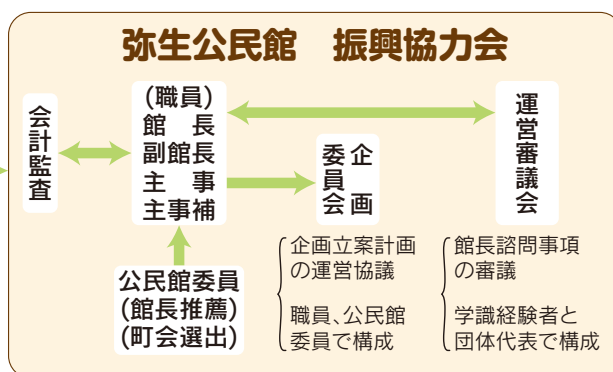 弥生公民館　振興協力会
会計監査
(職員)
館　長
副館長
主　事
主事補
企画
委員会
運営審議会
公民館委員
(館長推薦)
(町会選出)
企画立案計画
の運営協議
職員、公民館
委員で構成
館長諮問事項
の審議
学識経験者と
団体代表で構成